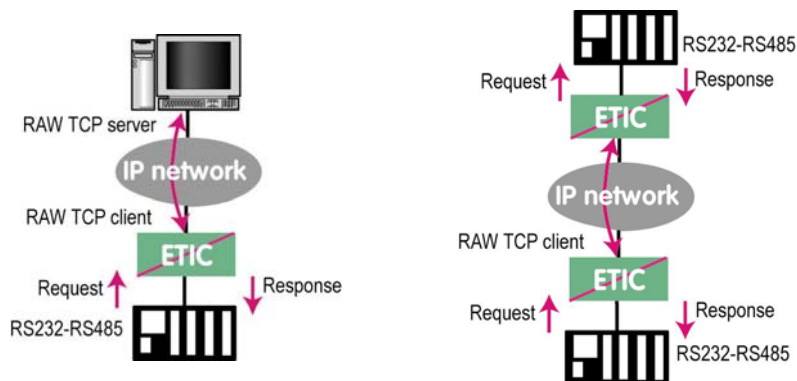 RAW TCP server
IP network
RAW TCP client
ETIC
Request
Response
RS232-RS485
RS232-RS485
Request
Response
ETIC
IP network
RAW TCP client
ETIC
Request
Response
RS232-RS485